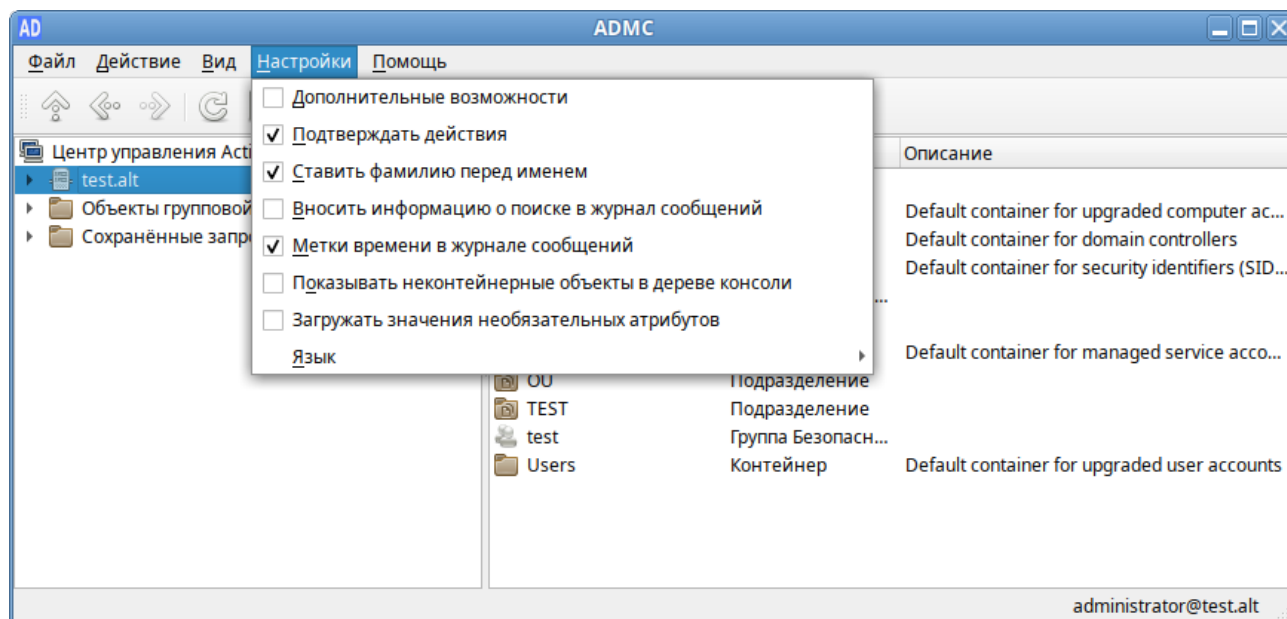 AD ADMC
Файл Действие Вид Настройки Помощь
Дополнительные возможности
Подтверждать действия
Центр управления Acti Описание
Ставить фамилию перед именем
test.alt
Объекты групповой Вносить информацию о поиске в журнал сообщений Default container for upgraded computer ac...
Сохранённые запр Метки времени в журнале сообщений Default container for domain controllers
Default container for security identifiers (SID...
Показывать неконтейнерные объекты в дереве консоли
...
Загружать значения необязательных атрибутов
Язык Default container for managed service acco...
OU Подразделение
TEST Подразделение
test Группа Безопасн...
Users Контейнер Default container for upgraded user accounts
administrator@test.alt